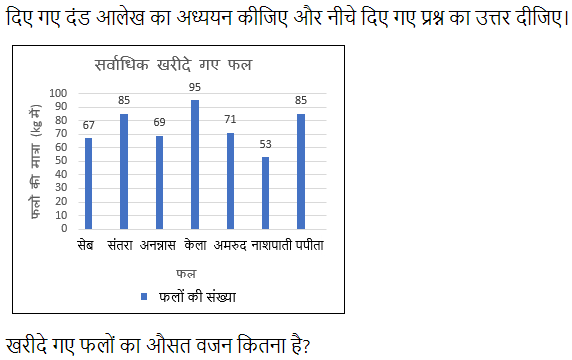 दिए गए दंड आलेख का अध्ययन कीजिए और नीचे दिए गए प्रश्न का उत्तर दीजिए।
सर्वाधिक खरीदे गए फल
फलों की मात्रा (kg में)
100
90
80
70
60
50
40
30
20
10
0
67
85
69
95
71
53
85
सेब संतरा अनन्नास केला अमरुद नाशपाती पपीता
फल
फलों की संख्या
खरीदे गए फलों का औसत वजन कितना है?